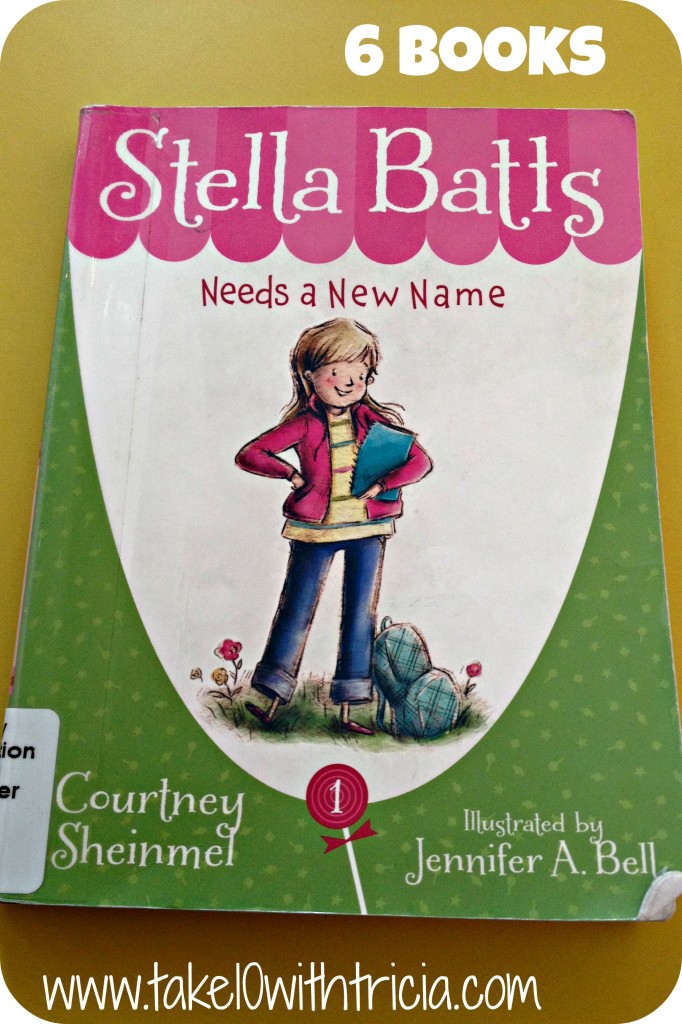 6 BOOKS
Stella Batts
Needs a New Name
Courtney
Sheinmel
1
Illustrated by
Jennifer A. Bell
www.take10withtricia.com